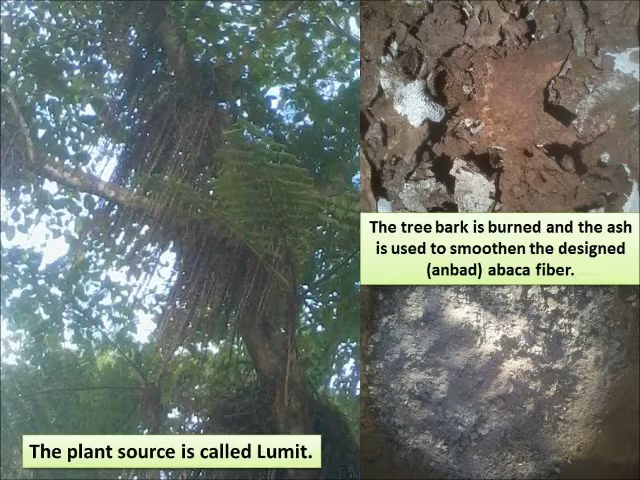 The tree bark is burned and the ash
is used to smoothen the designed
(anbad) abaca fiber.
The plant source is called Lumit.